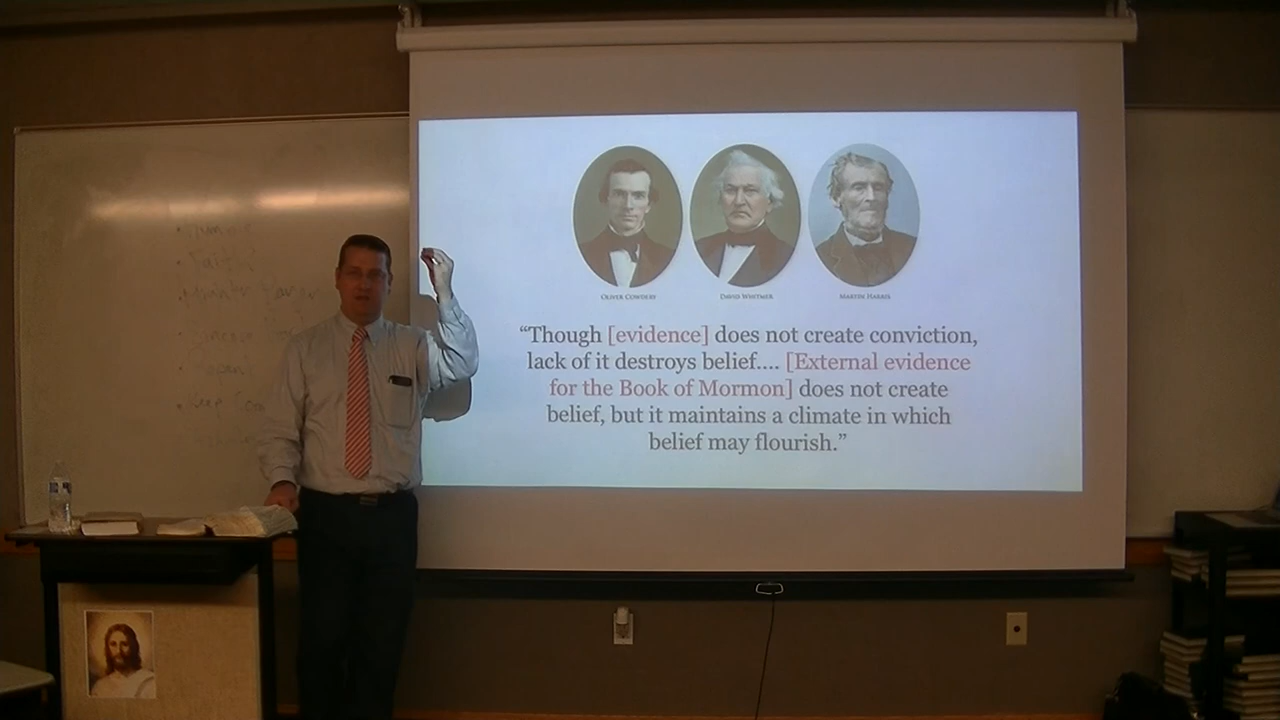 OLIVER COWDERY
DAVID WHITMER
MARTIN HARRIS
“Though [evidence] does not create conviction,
lack of it destroys belief.... [External evidence
for the Book of Mormon] does not create
belief, but it maintains a climate in which
belief may flourish.”